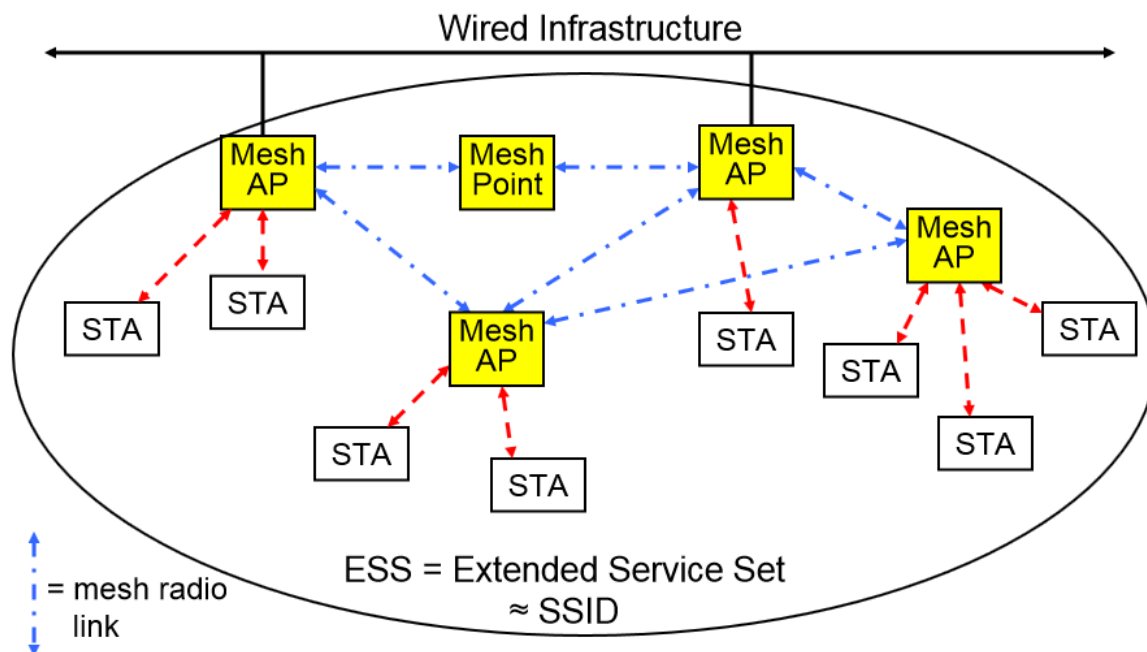 Wired Infrastructure
Mesh
AP
Mesh
Point
Mesh
AP
Mesh
AP
STA
STA
Mesh
AP
STA
STA
STA
STA
STA
STA
ESS = Extended Service Set
≈ SSID
= mesh radio
link